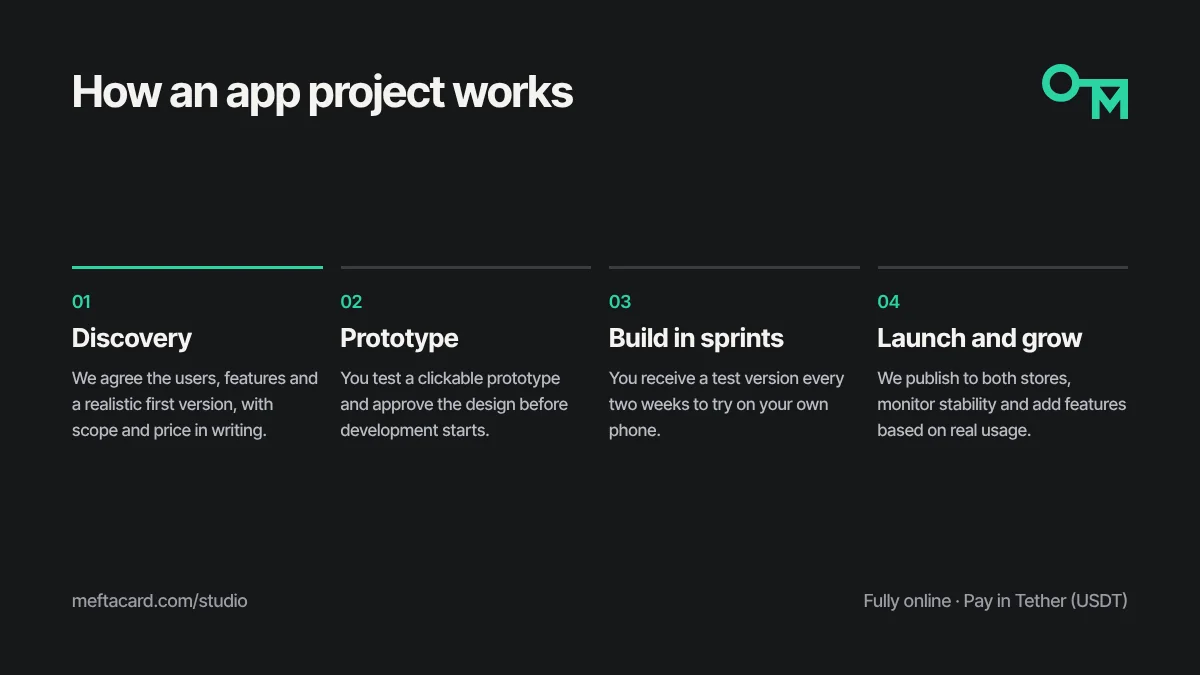 How an app project works
01
Discovery
We agree the users, features and
a realistic first version, with
scope and price in writing.
02
Prototype
You test a clickable prototype
and approve the design before
development starts.
03
Build in sprints
You receive a test version every
two weeks to try on your own
phone.
04
Launch and grow
We publish to both stores,
monitor stability and add features
based on real usage.
meftacard.com/studio
Fully online · Pay in Tether (USDT)